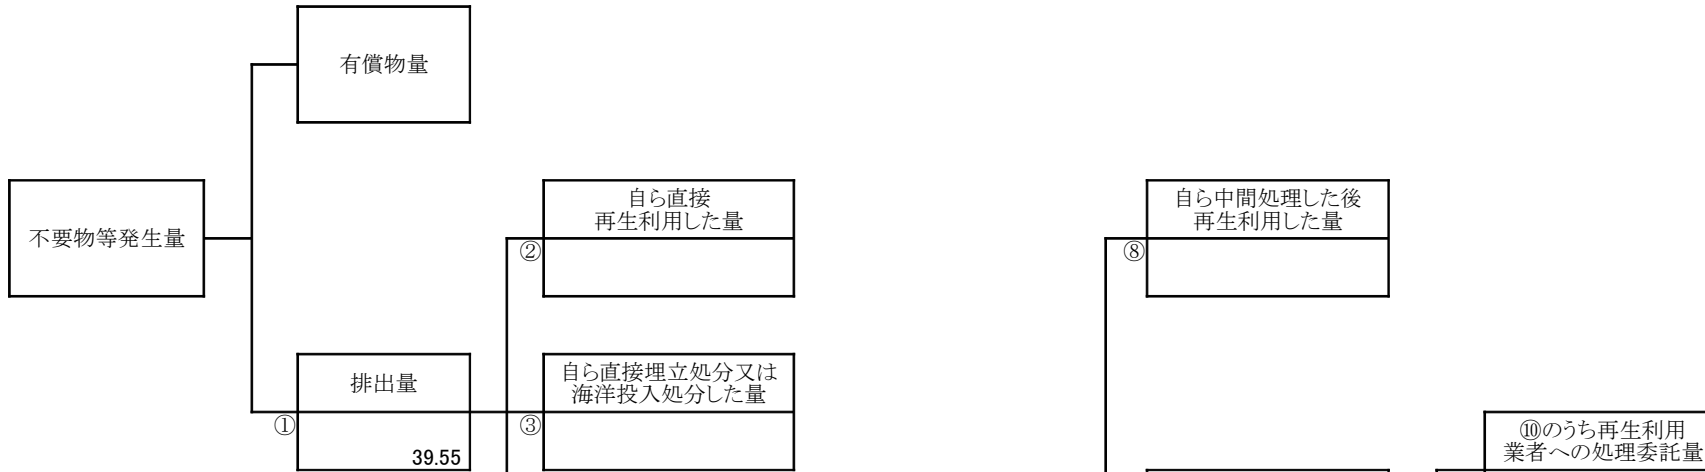 有償物量
不要物等発生量
自ら直接
再生利用した量
②
自ら中間処理した後
再生利用した量
⑧
排出量
①
39.55
自ら直接埋立処分又は
海洋投入処分した量
③
⑩のうち再生利用
業者への処理委託量